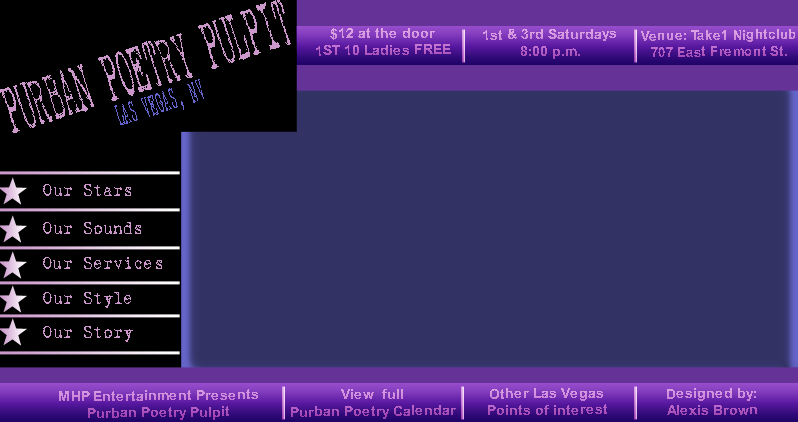 PURBAN POETRY PULPIT
LAS VEGAS, NV
$12 at the door
1ST 10 Ladies FREE
1st & 3rd Saturdays
8:00 p.m.
Venue: Take1 Nightclub
707 East Fremont St.
Our Stars
Our Sounds
Our Services
Our Style
Our Story
MHP Entertainment Presents
Purban Poetry Pulpit
View full
Purban Poetry Calendar
Other Las Vegas
Points of interest
Designed by:
Alexis Brown